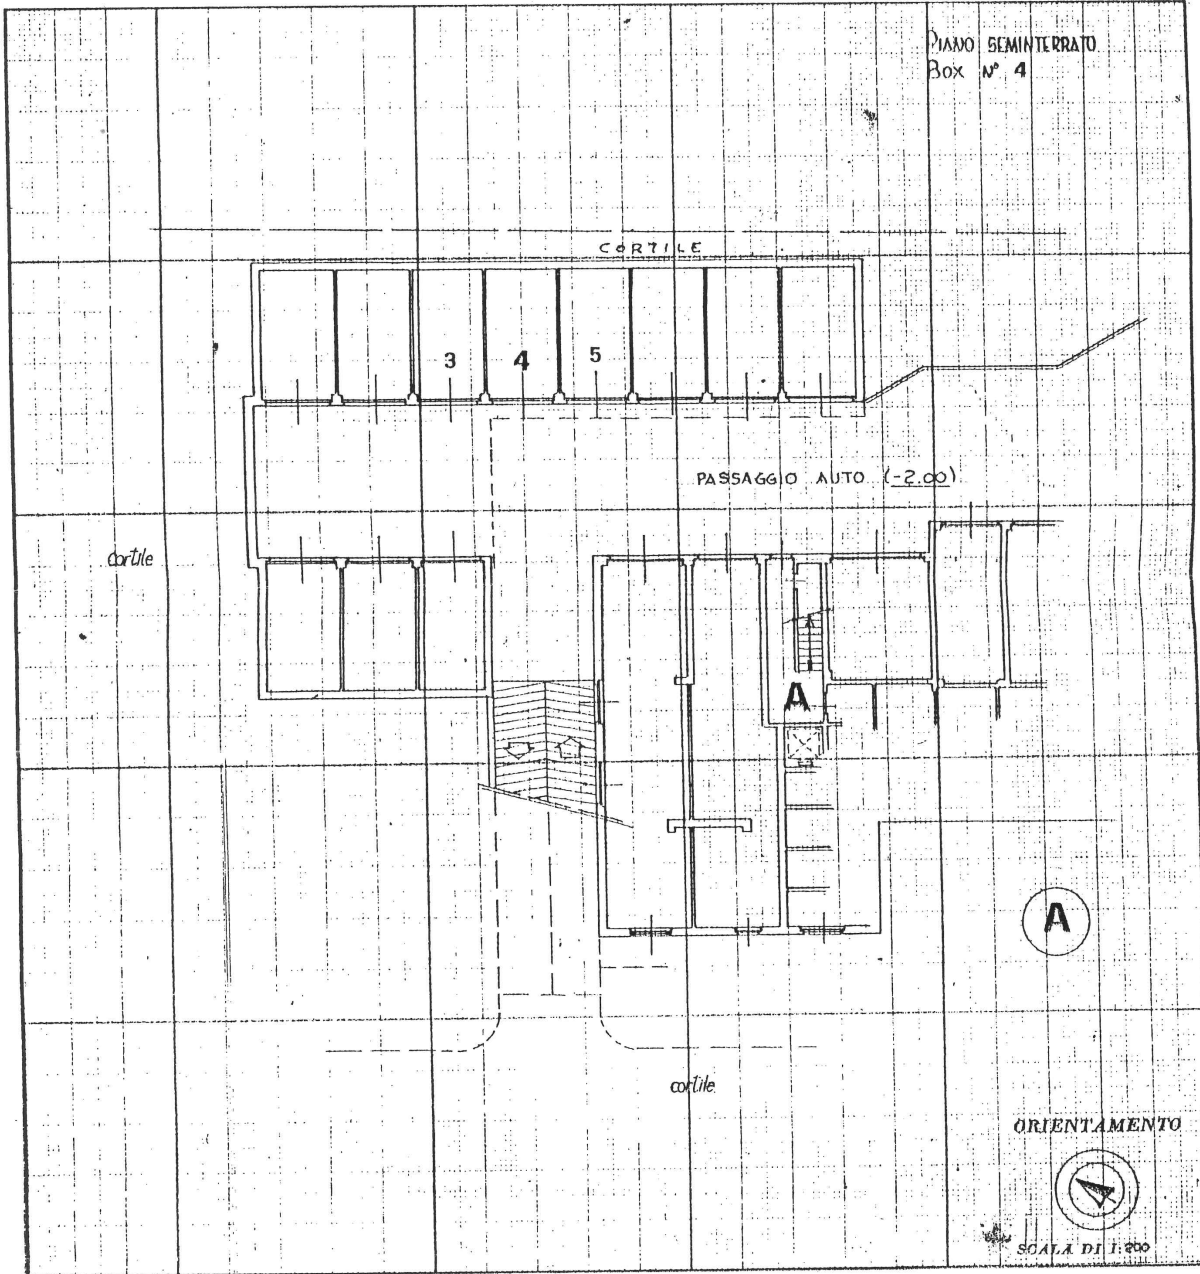 PIANO SEMINTERRATO
Box N° 4
CORTILE
3 4 5
PASSAGGIO AUTO (-2.00)
cortile
A
A
cortile
ORIENTAMENTO
SCALA DI 1:200